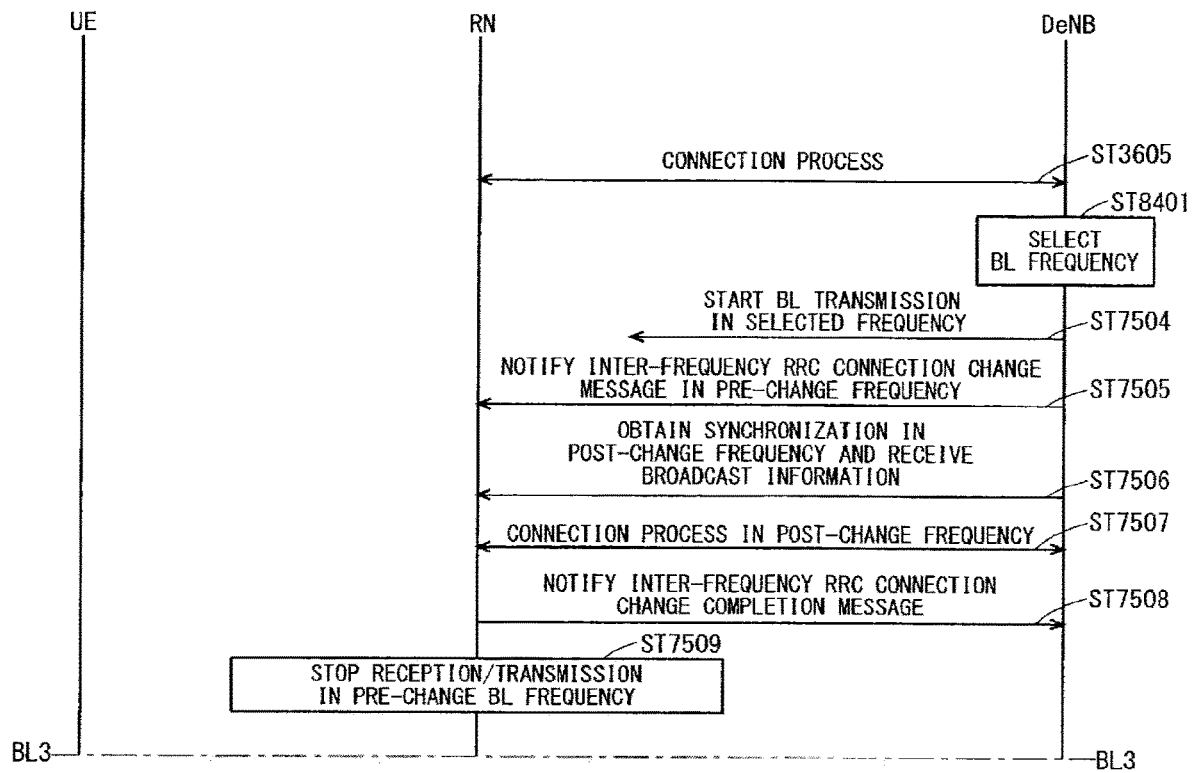 UE
RN
DeNB
CONNECTION PROCESS
ST3605
ST8401
SELECT
BL FREQUENCY
START BL TRANSMISSION
IN SELECTED FREQUENCY
ST7504
NOTIFY INTER-FREQUENCY RRC CONNECTION CHANGE
MESSAGE IN PRE-CHANGE FREQUENCY
ST7505
OBTAIN SYNCHRONIZATION IN
POST-CHANGE FREQUENCY AND RECEIVE
BROADCAST INFORMATION
ST7506
CONNECTION PROCESS IN POST-CHANGE FREQUENCY
ST7507
NOTIFY INTER-FREQUENCY RRC CONNECTION
CHANGE COMPLETION MESSAGE
ST7508
ST7509
STOP RECEPTION/TRANSMISSION
IN PRE-CHANGE BL FREQUENCY
BL3
BL3